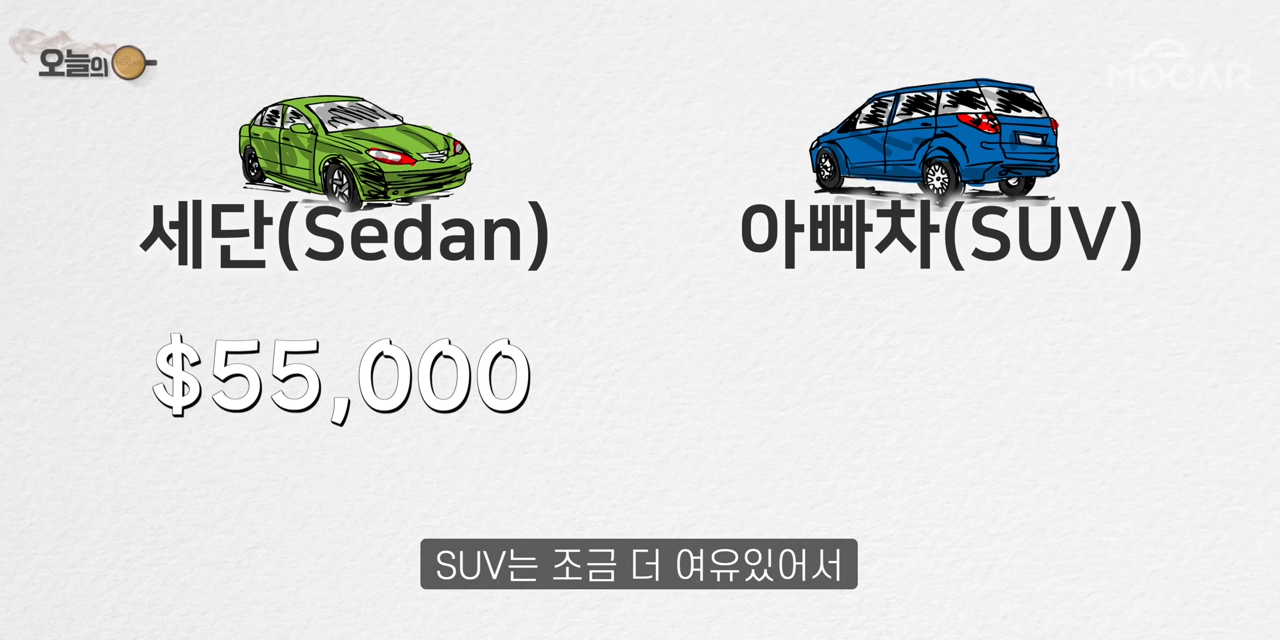 오늘의
MOCAR
세단(Sedan)
아빠차(SUV)
$55,000
SUV는 조금 더 여유있어서